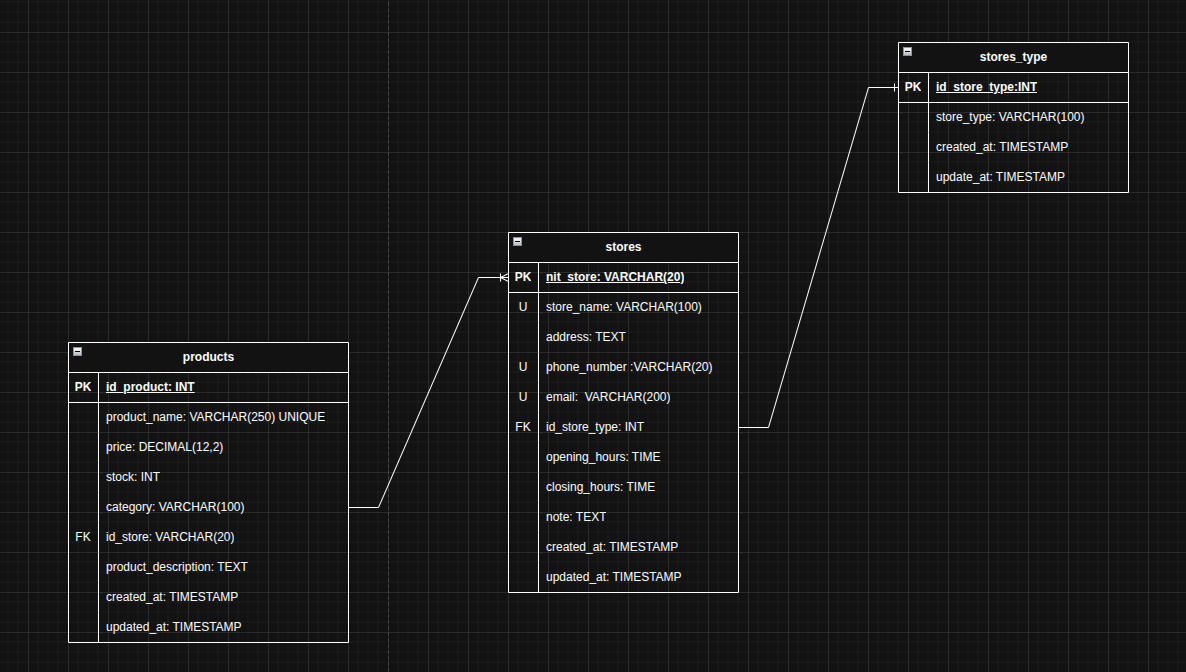 stores_type
PK id_store_type:INT
store_type: VARCHAR(100)
created_at: TIMESTAMP
update_at: TIMESTAMP
stores
PK nit_store: VARCHAR(20)
U store_name: VARCHAR(100)
address: TEXT
U phone_number :VARCHAR(20)
U email:  VARCHAR(200)
FK id_store_type: INT
opening_hours: TIME
closing_hours: TIME
note: TEXT
created_at: TIMESTAMP
updated_at: TIMESTAMP
products
PK id_product: INT
product_name: VARCHAR(250) UNIQUE
price: DECIMAL(12,2)
stock: INT
category: VARCHAR(100)
FK id_store: VARCHAR(20)
product_description: TEXT
created_at: TIMESTAMP
updated_at: TIMESTAMP